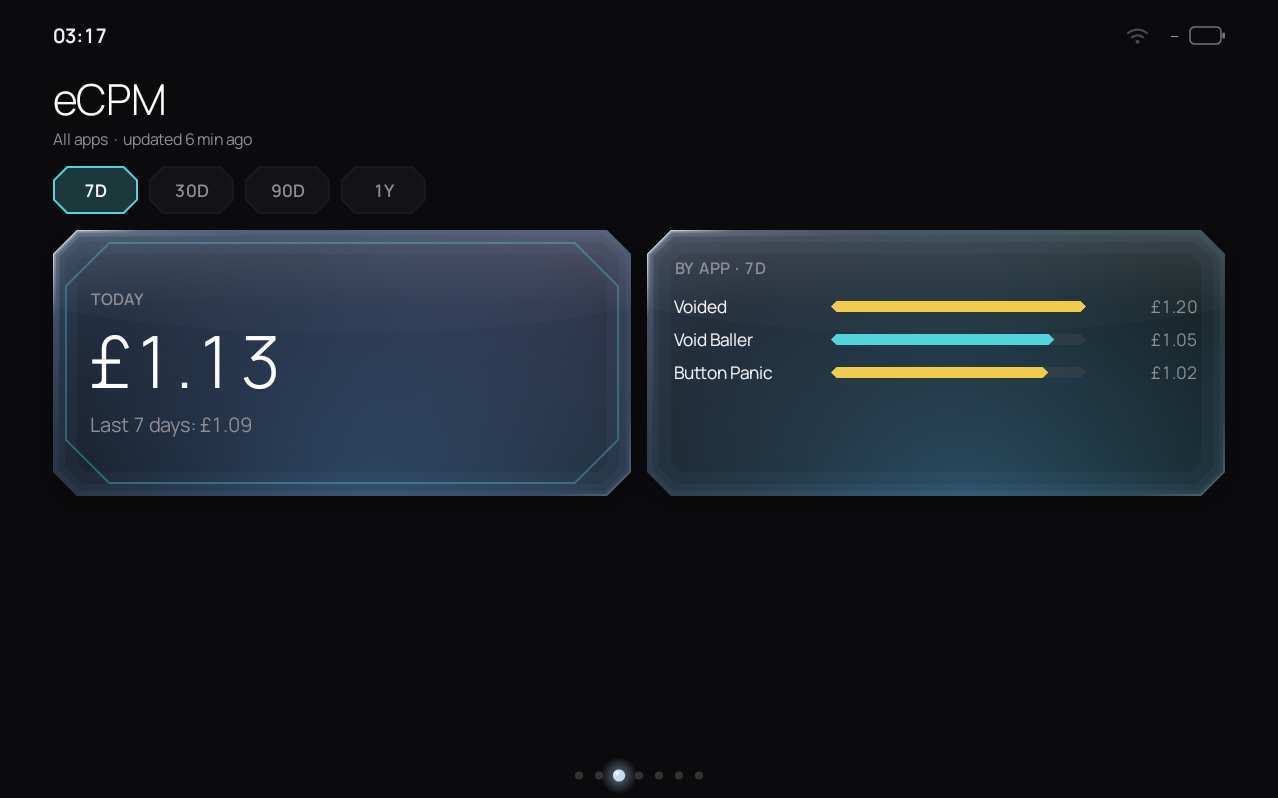 03:17
–
eCPM
All apps · updated 6 min ago
7D
30D
90D
1Y
TODAY
£1.13
Last 7 days: £1.09
BY APP · 7D
Voided £1.20
Void Baller £1.05
Button Panic £1.02